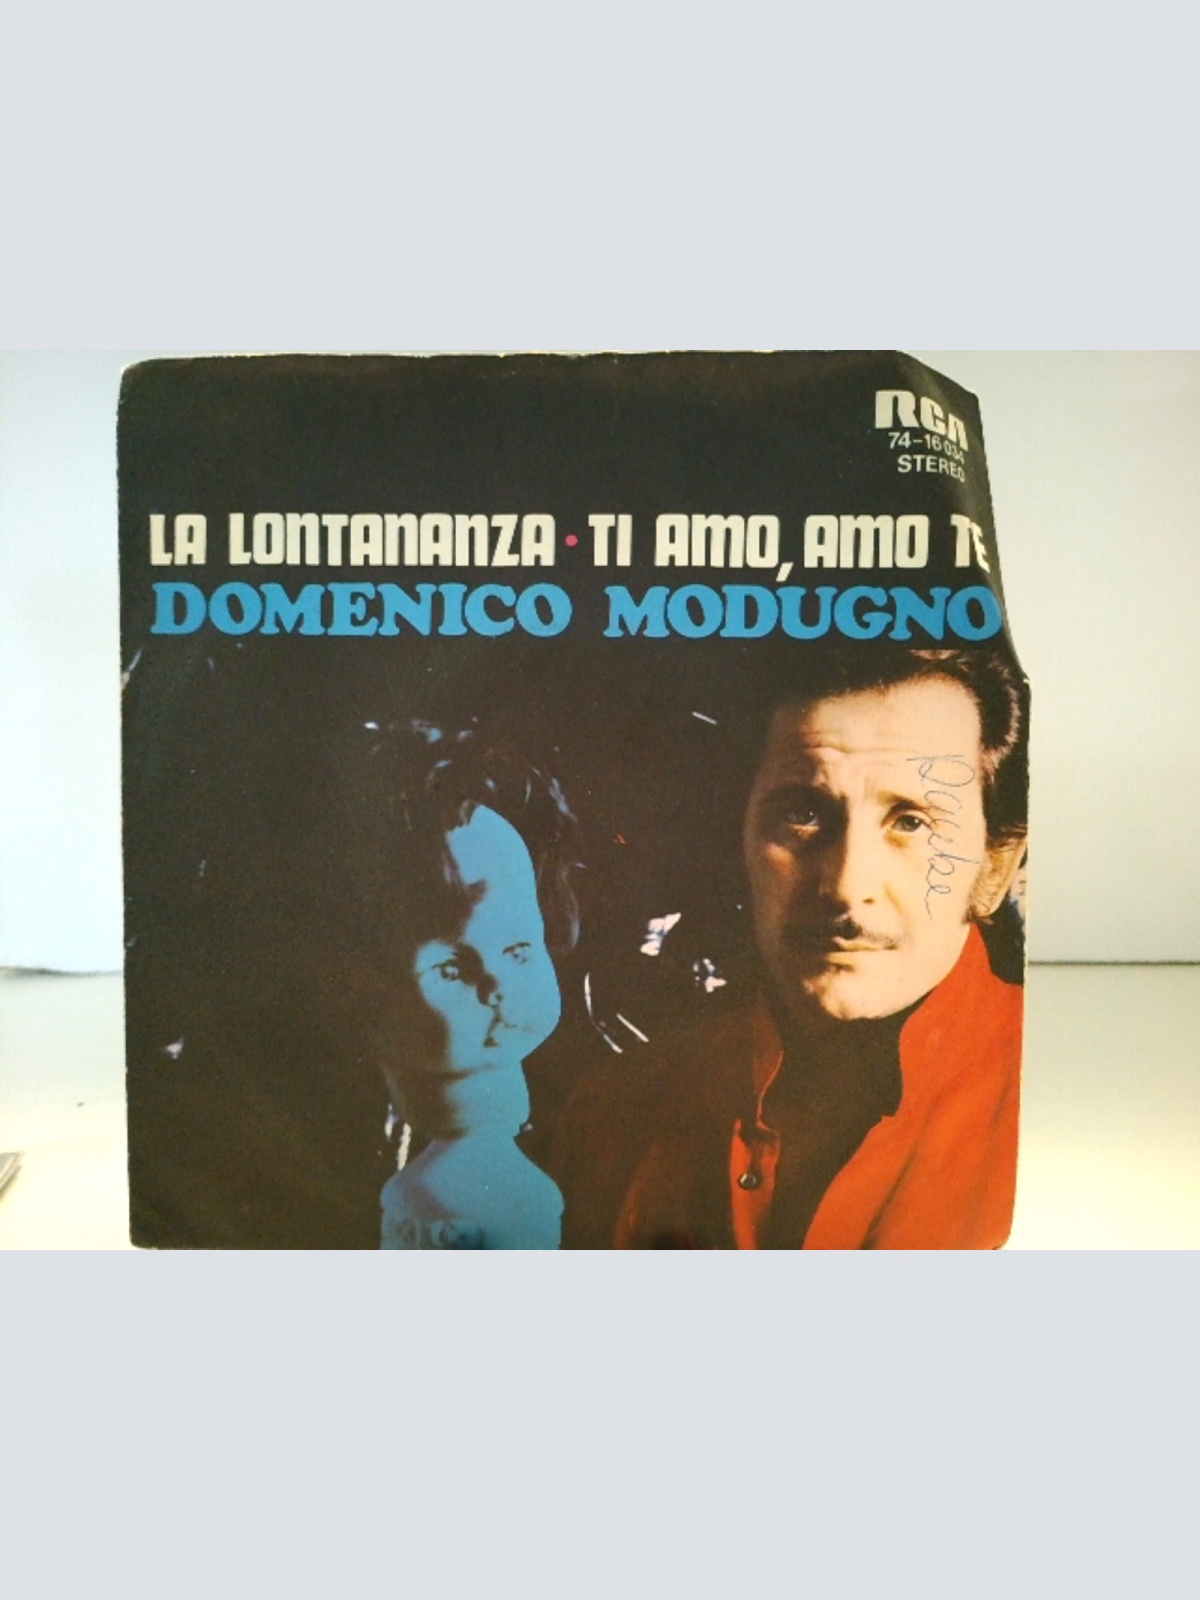 RCA
74-16034
STEREO
LA LONTANANZA • TI AMO, AMO TE
DOMENICO MODUGNO